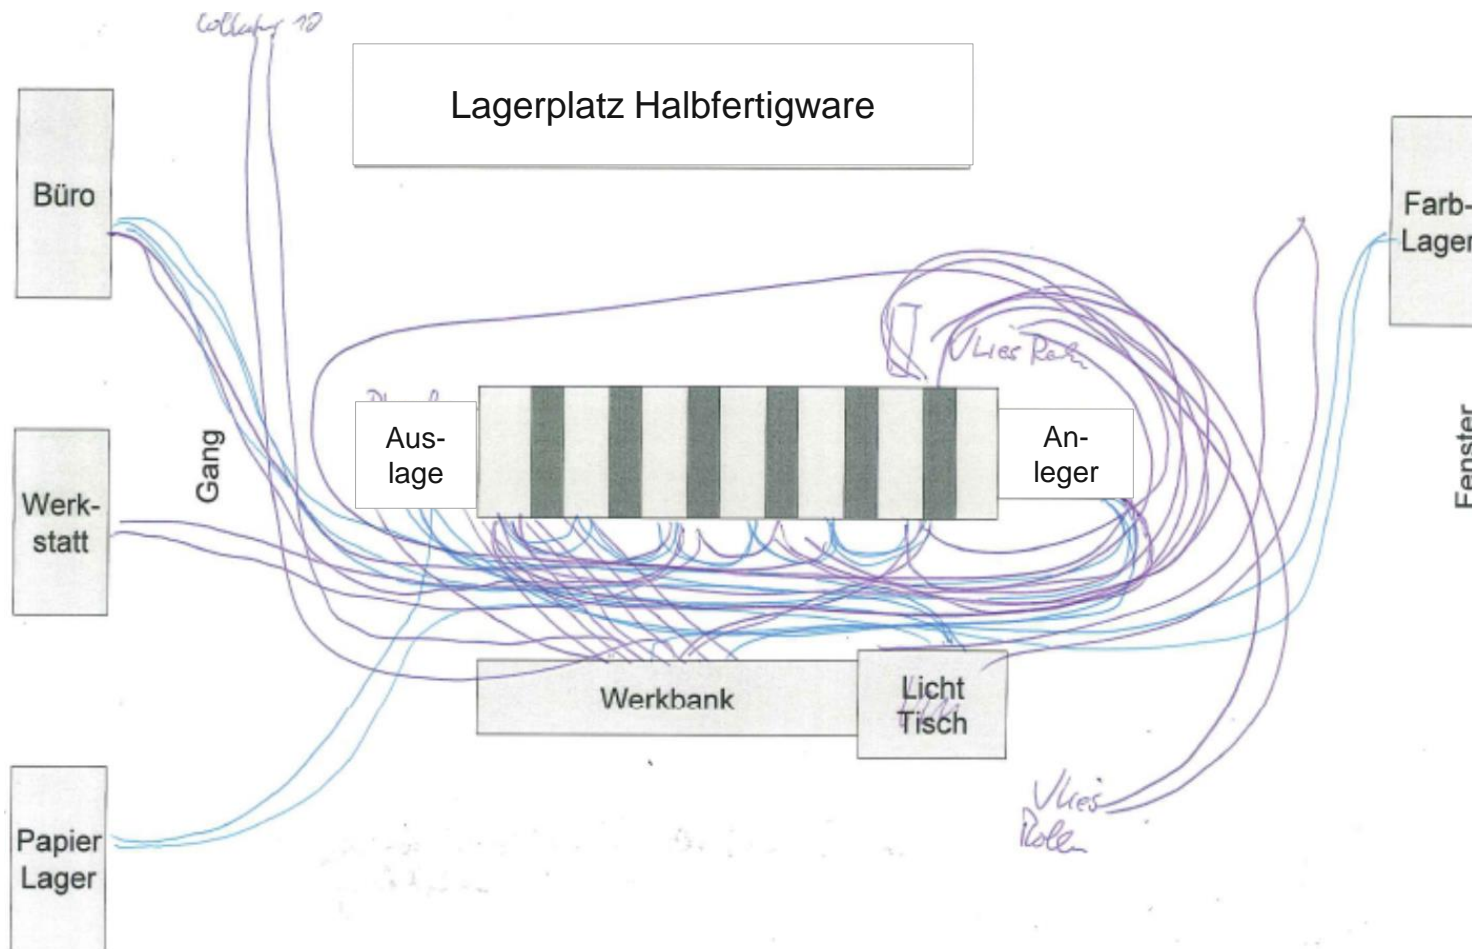 Lagerplatz Halbfertigware
Büro
Farb-
Lager
Vlies
Aus-
lage
An-
leger
Gang
Fenster
Werk-
statt
Werkbank
Licht
Tisch
Vlies
Rollen
Papier
Lager